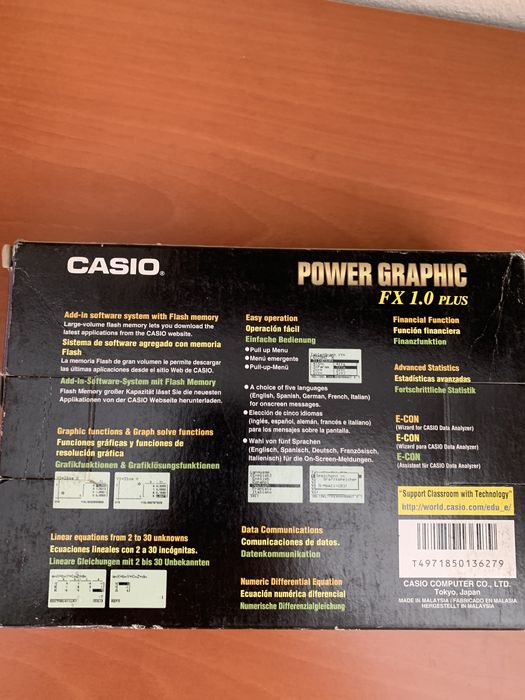 CASIO®
POWER GRAPHIC
FX 1.0 PLUS
Add-in software system with Flash memory
Large-volume flash memory lets you download the
latest applications from the CASIO website.
Sistema de software agregado con memoria
Flash
La memoria Flash de gran volumen le permite descargar
las últimas aplicaciones desde el sitio Web de CASIO.
Add-in-Software-System mit Flash Memory
Flash Memory großer Kapazität lässt Sie die neuesten
Applikationen von der CASIO Webseite herunterladen.
Graphic functions & Graph solve functions
Funciones gráficas y funciones de
resolución gráfica
Grafikfunktionen & Grafiklösungsfunktionen
Linear equations from 2 to 30 unknowns
Ecuaciones lineales con 2 a 30 incógnitas.
Lineare Gleichungen mit 2 bis 30 Unbekannten
Easy operation
Operación fácil
Einfache Bedienung
• Pull up Menu
• Menú emergente
• Pull-up-Menü
• A choice of five languages
(English, Spanish, German, French, Italian)
for onscreen messages.
• Elección de cinco idiomas
(inglés, español, alemán, francés e italiano)
para los mensajes sobre la pantalla.
• Wahl von fünf Sprachen
(Englisch, Spanisch, Deutsch, Französisch,
Italienisch) für die On-Screen-Meldungen.
Data Communications
Comunicaciones de datos.
Datenkommunikation
Numeric Differential Equation
Ecuación numérica diferencial
Numerische Differenzialgleichung
Financial Function
Función financiera
Finanzfunktion
Advanced Statistics
Estadísticas avanzadas
Fortschrittliche Statistik
E-CON
(Wizard for CASIO Data Analyzer)
E-CON
(Wizard para CASIO Data Analyzer)
E-CON
(Assistent für CASIO Data Analyzer)
"Support Classroom with Technology"
http://world.casio.com/edu_e/
T4971850136279
CASIO COMPUTER CO., LTD.
Tokyo, Japan
MADE IN MALAYSIA / FABRICADO EN MALASIA
HERGESTELLT IN MALAYSIA